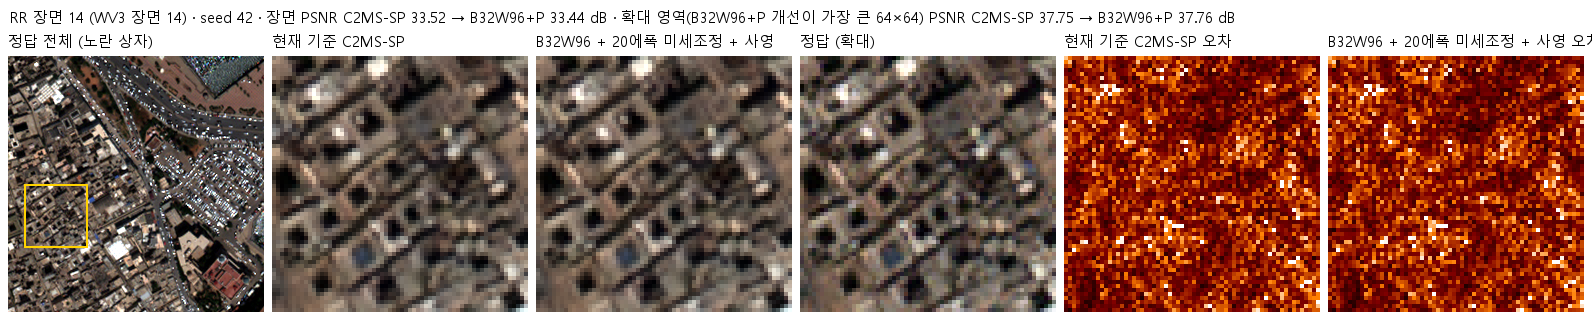 RR 장면 14 (WV3 장면 14) · seed 42 · 장면 PSNR C2MS-SP 33.52 → B32W96+P 33.44 dB · 확대 영역(B32W96+P 개선이 가장 큰 64×64) PSNR C2MS-SP 37.75 → B32W96+P 37.76 dB
정답 전체 (노란 상자)
현재 기준 C2MS-SP
B32W96 + 20에폭 미세조정 + 사영
정답 (확대)
현재 기준 C2MS-SP 오차
B32W96 + 20에폭 미세조정 + 사영 오차